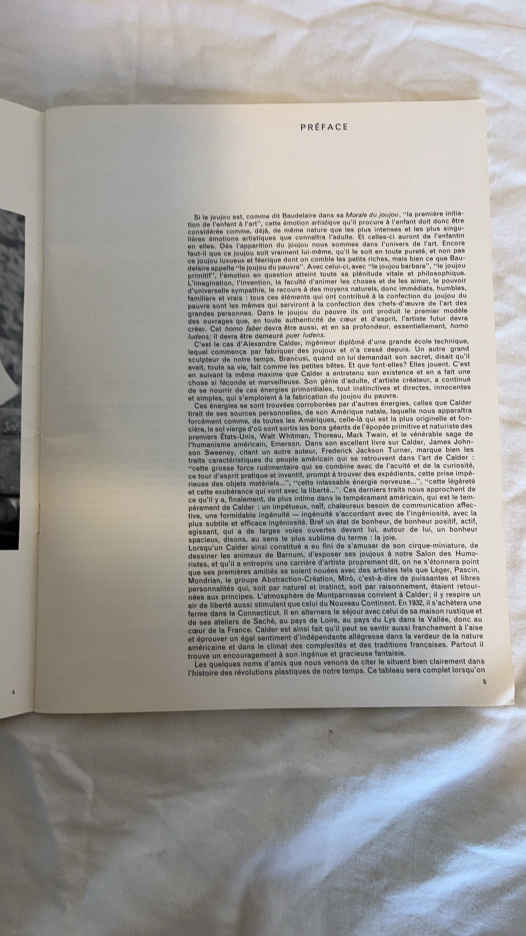 PRÉFACE
Si le joujou est, comme dit Baudelaire dans sa Morale du joujou, "la première initia-
tion de l'enfant à l'art", cette émotion artistique qu'il procure à l'enfant doit donc être
considérée comme, déjà, de même nature que les plus intenses et les plus singu-
lières émotions artistiques que connaîtra l'adulte. Et celles-ci auront de l'enfantin
en elles. Dès l'apparition du joujou nous sommes dans l'univers de l'art. Encore
faut-il que ce joujou soit vraiment lui-même, qu'il le soit en toute pureté, et non pas
ce joujou luxueux et féerique dont on comble les petits riches, mais bien ce que Bau-
delaire appelle "le joujou du pauvre". Avec celui-ci, avec "le joujou barbare", "le joujou
primitif", l'émotion en question atteint toute sa plénitude vitale et philosophique.
L'imagination, l'invention, la faculté d'animer les choses et de les aimer, le pouvoir
d'universelle sympathie, le recours à des moyens naturels, donc immédiats, humbles,
familiers et vrais : tous ces éléments qui ont contribué à la confection du joujou du
pauvre sont les mêmes qui serviront à la confection des chefs-d'œuvre de l'art des
grandes personnes. Dans le joujou du pauvre ils ont produit le premier modèle
des ouvrages que, en toute authenticité de cœur et d'esprit, l'artiste futur devra
créer. Cet homo faber devra être aussi, et en sa profondeur, essentiellement, homo
ludens; il devra être demeuré puer ludens.
C'est le cas d'Alexandre Calder, ingénieur diplômé d'une grande école technique,
lequel commença par fabriquer des joujoux et n'a cessé depuis. Un autre grand
sculpteur de notre temps, Brancusi, quand on lui demandait son secret, disait qu'il
avait, toute sa vie, fait comme les petites bêtes. Et que font-elles? Elles jouent. C'est
en suivant la même maxime que Calder a entretenu son existence et en a fait une
chose si féconde et merveilleuse. Son génie d'adulte, d'artiste créateur, a continué
de se nourrir de ces énergies primordiales, tout instinctives et directes, innocentes
et simples, qui s'emploient à la fabrication du joujou du pauvre.
Ces énergies se sont trouvées corroborées par d'autres énergies, celles que Calder
tirait de ses sources personnelles, de son Amérique natale, laquelle nous apparaîtra
forcément comme, de toutes les Amériques, celle-là qui est la plus originelle et fon-
cière, le sol vierge d'où sont sortis les bons géants de l'épopée primitive et naturiste des
premiers États-Unis, Walt Whitman, Thoreau, Mark Twain, et le vénérable sage de
l'humanisme américain, Emerson. Dans son excellent livre sur Calder, James John-
son Sweeney, citant un autre auteur, Frederick Jackson Turner, marque bien les
traits caractéristiques du peuple américain qui se retrouvent dans l'art de Calder :
"cette grosse force rudimentaire qui se combine avec de l'acuité et de la curiosité,
ce tour d'esprit pratique et inventif, prompt à trouver des expédients, cette prise impé-
rieuse des objets matériels...", "cette intassable énergie nerveuse...", "cette légèreté
et cette exubérance qui vont avec la liberté...". Ces derniers traits nous approchent de
ce qu'il y a, finalement, de plus intime dans le tempérament américain, qui est le tem-
pérament de Calder : un impétueux, naïf, chaleureux besoin de communication affec-
tive, une formidable ingénuité — ingénuité s'accordant avec de l'ingéniosité, avec la
plus subtile et efficace ingéniosité. Bref un état de bonheur, de bonheur positif, actif,
agissant, qui a de larges voies ouvertes devant lui, autour de lui, un bonheur
spacieux, disons, au sens le plus sublime du terme : la joie.
Lorsqu'on Calder ainsi constitué a eu fini de s'amuser de son cirque-miniature, de
dessiner les animaux de Barnum, d'exposer ses joujoux à notre Salon des Humo-
ristes, et qu'il a entrepris une carrière d'artiste proprement dit, on ne s'étonnera point
que ses premières amitiés se soient nouées avec des artistes tels que Léger, Pascin,
Mondrian, le groupe Abstraction-Création, Miró, c'est-à-dire de puissantes et libres
personnalités qui, soit par naturel et instinct, soit par raisonnement, étaient retour-
nées aux principes. L'atmosphère de Montparnasse convient à Calder; il y respire un
air de liberté aussi stimulant que celui du Nouveau Continent. En 1932, il s'achètera une
ferme dans le Connecticut. Il en alternera le séjour avec celui de sa maison rustique et
de ses ateliers de Saché, au pays de Loire, au pays du Lys dans la Vallée, donc au
cœur de la France. Calder est ainsi fait qu'il peut se sentir aussi franchement à l'aise
et éprouver un égal sentiment d'indépendante allégresse dans la verdeur de la nature
américaine et dans le climat des complexités et des traditions françaises. Partout il
trouve un encouragement à son ingénue et gracieuse fantaisie.
Les quelques noms d'amis que nous venons de citer le situent bien clairement dans
l'histoire des révolutions plastiques de notre temps. Ce tableau sera complet lorsqu'on
5